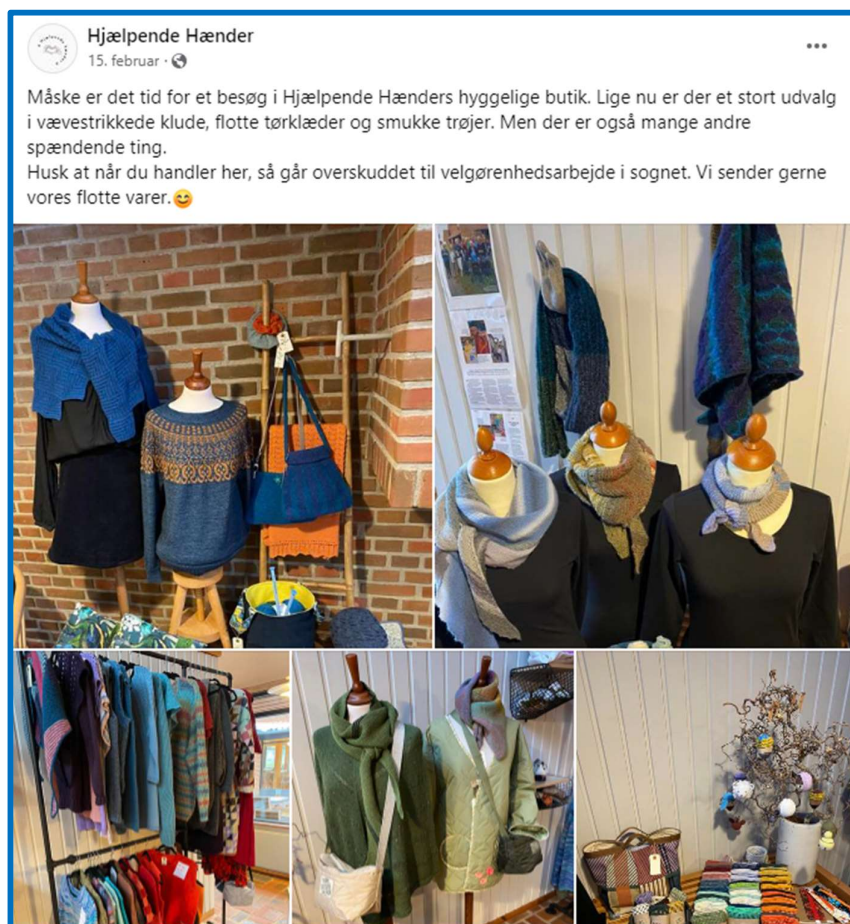 Hjælpende Hænder
15. februar ·
Måske er det tid for et besøg i Hjælpende Hænders hyggelige butik. Lige nu er der et stort udvalg
i vævestrikkede klude, flotte tørklæder og smukke trøjer. Men der er også mange andre
spændende ting.
Husk at når du handler her, så går overskuddet til velgørenhedsarbejde i sognet. Vi sender gerne
vores flotte varer.😊